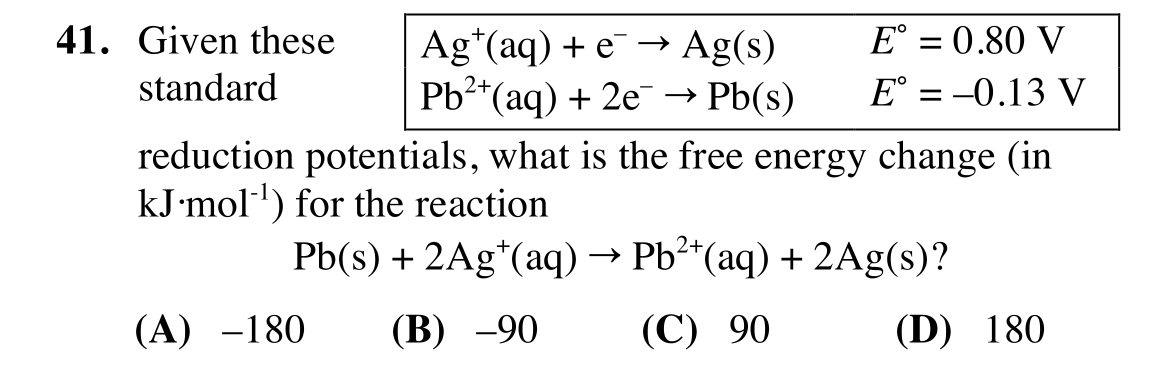 41. Given these Ag⁺(aq) + e⁻ → Ag(s) E° = 0.80 V
standard Pb²⁺(aq) + 2e⁻ → Pb(s) E° = –0.13 V
reduction potentials, what is the free energy change (in
kJ·mol⁻¹) for the reaction
Pb(s) + 2Ag⁺(aq) → Pb²⁺(aq) + 2Ag(s)?
(A) –180 (B) –90 (C) 90 (D) 180